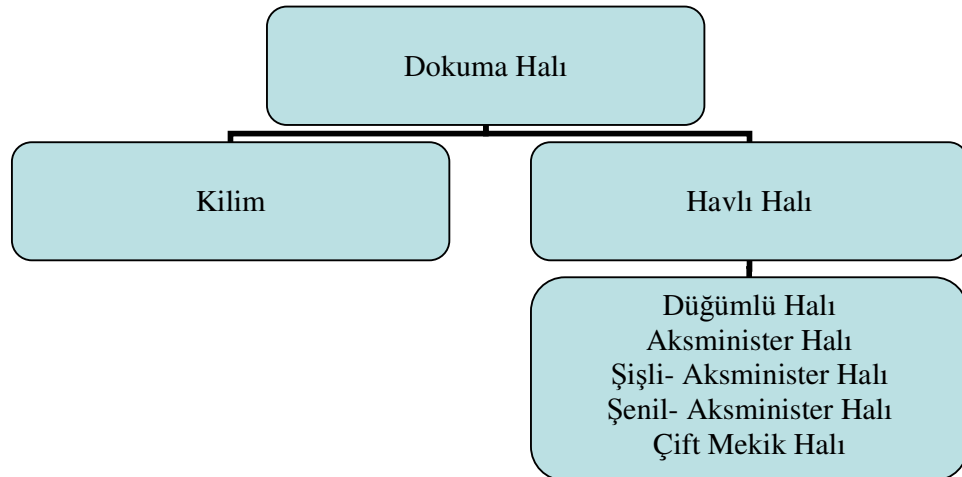 Dokuma Halı
Kilim
Havlı Halı
Düğümlü Halı
Aksminister Halı
Şişli- Aksminister Halı
Şenil- Aksminister Halı
Çift Mekik Halı